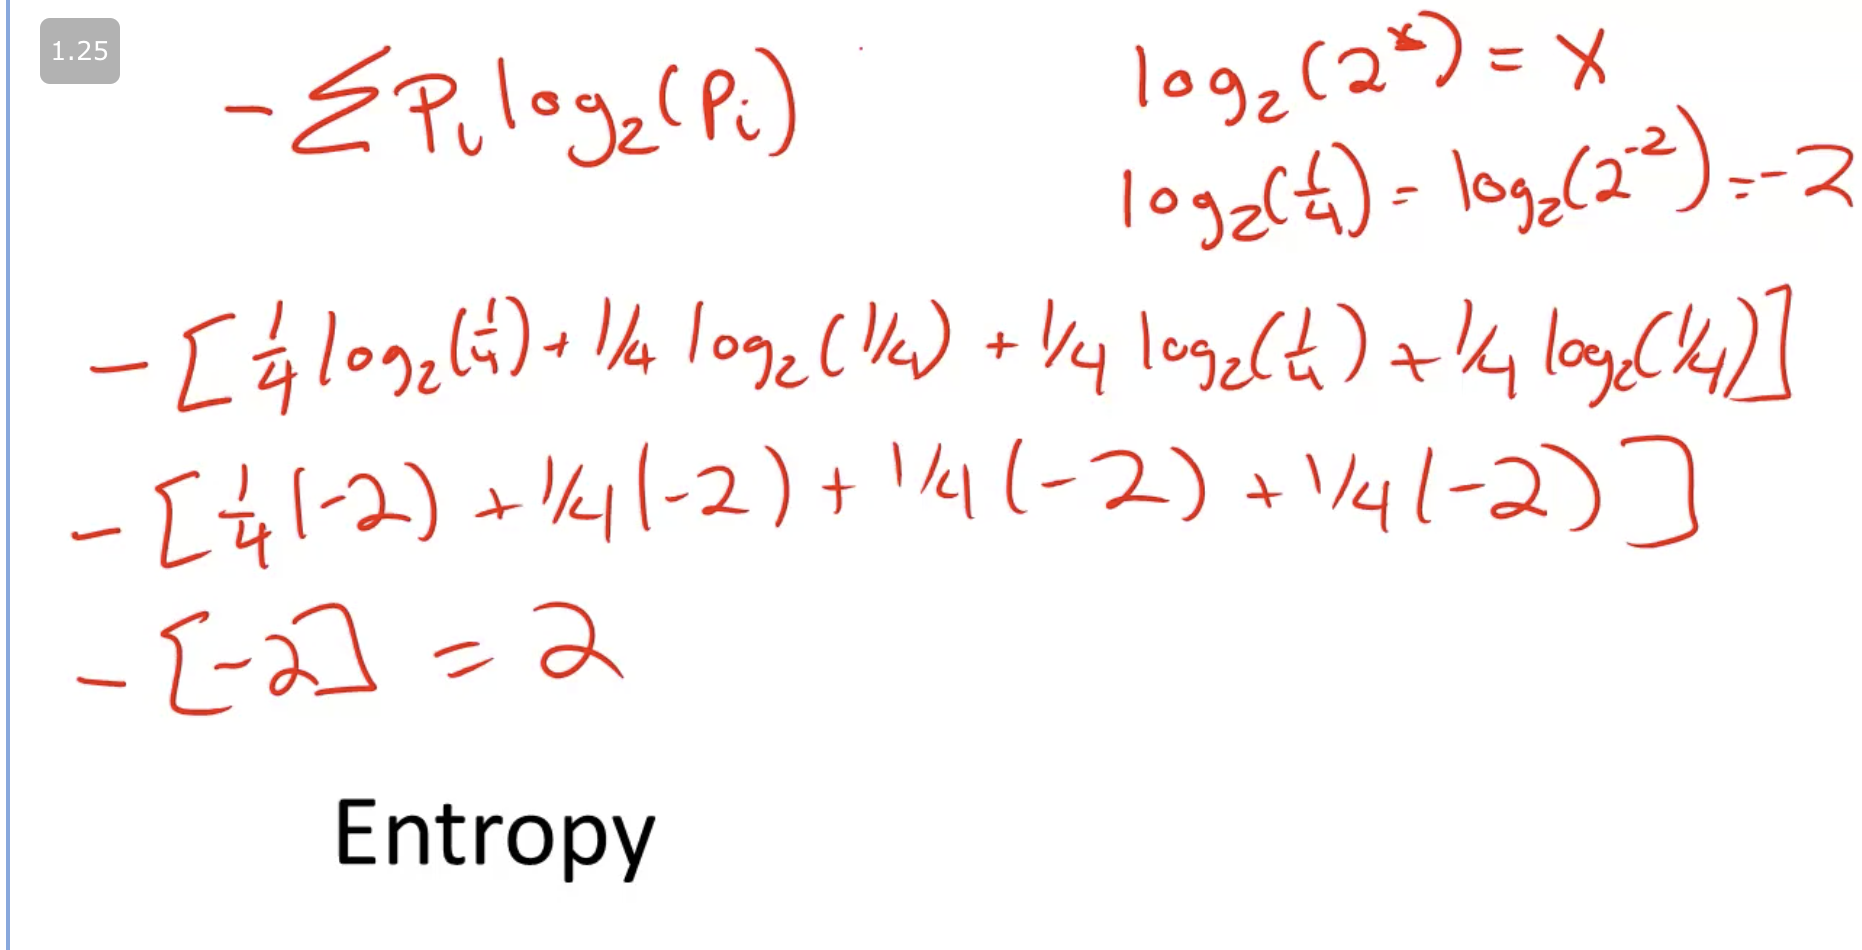 1.25
-∑Pᵢ log₂(Pᵢ)
log₂(2ˣ) = x
log₂(1/4) = log₂(2⁻²) = -2
-[1/4 log₂(1/4) + 1/4 log₂(1/4) + 1/4 log₂(1/4) + 1/4 log₂(1/4)]
-[1/4(-2) + 1/4(-2) + 1/4(-2) + 1/4(-2)]
-[-2] = 2
Entropy